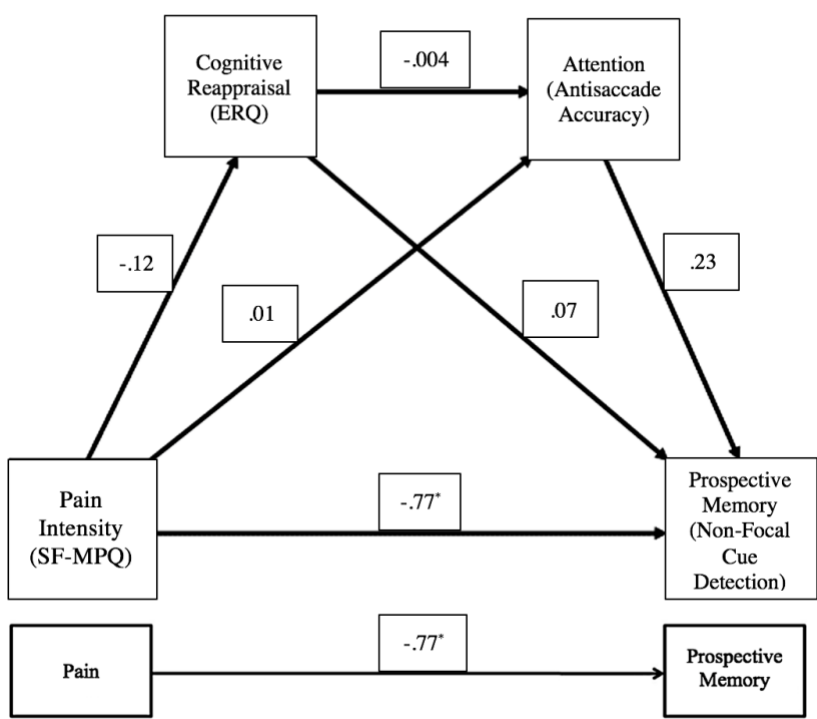 Cognitive
Reappraisal
(ERQ)
-.004
Attention
(Antisaccade
Accuracy)
-.12
.01
.07
.23
Pain
Intensity
(SF-MPQ)
-.77*
Prospective
Memory
(Non-Focal
Cue
Detection)
Pain
-.77*
Prospective
Memory